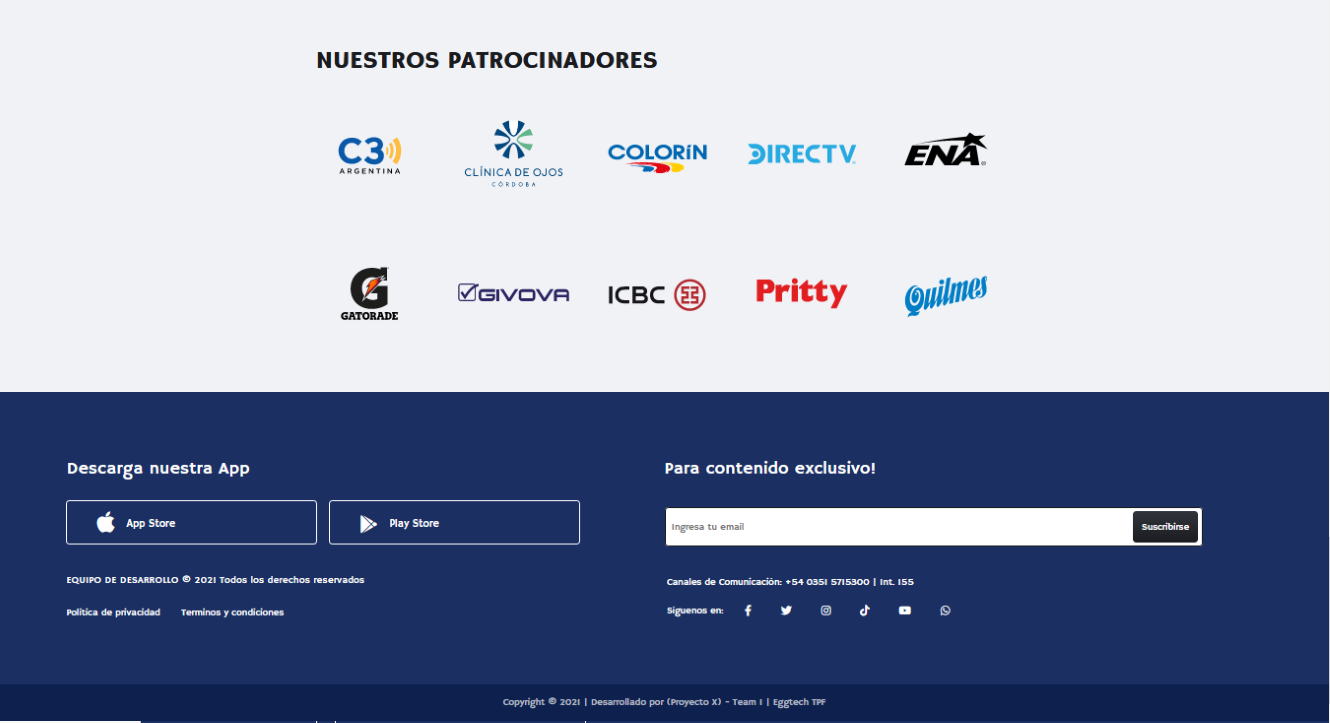 NUESTROS PATROCINADORES
C3
ARGENTINA
CLÍNICA DE OJOS
CÓRDOBA
COLORíN
DIRECTV
ENA
G
GATORADE
GIVOVA
ICBC
Pritty
Quilmes
Descarga nuestra App
App Store
Play Store
EQUIPO DE DESARROLLO © 2021 Todos los derechos reservados
Politica de privacidad Terminos y condiciones
Para contenido exclusivo!
Ingresa tu email
Suscribirse
Canales de Comunicación: +54 0351 5715300 | Int. 155
Siguenos en:
Copyright © 2021 | Desarrollado por (Proyecto X) - Team 1 | Eggtech TPF